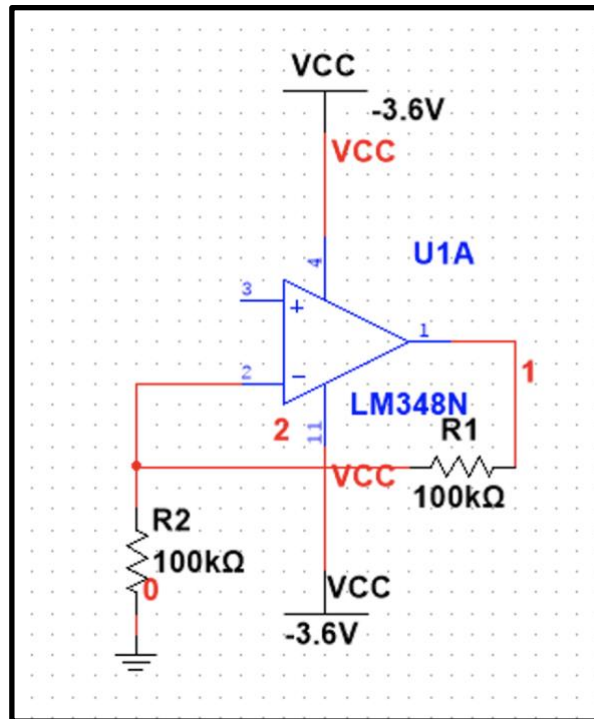 VCC
-3.6V
VCC
4
U1A
3
+
1
2
−
1
LM348N
2
11
R1
VCC
100kΩ
R2
100kΩ
0
VCC
-3.6V